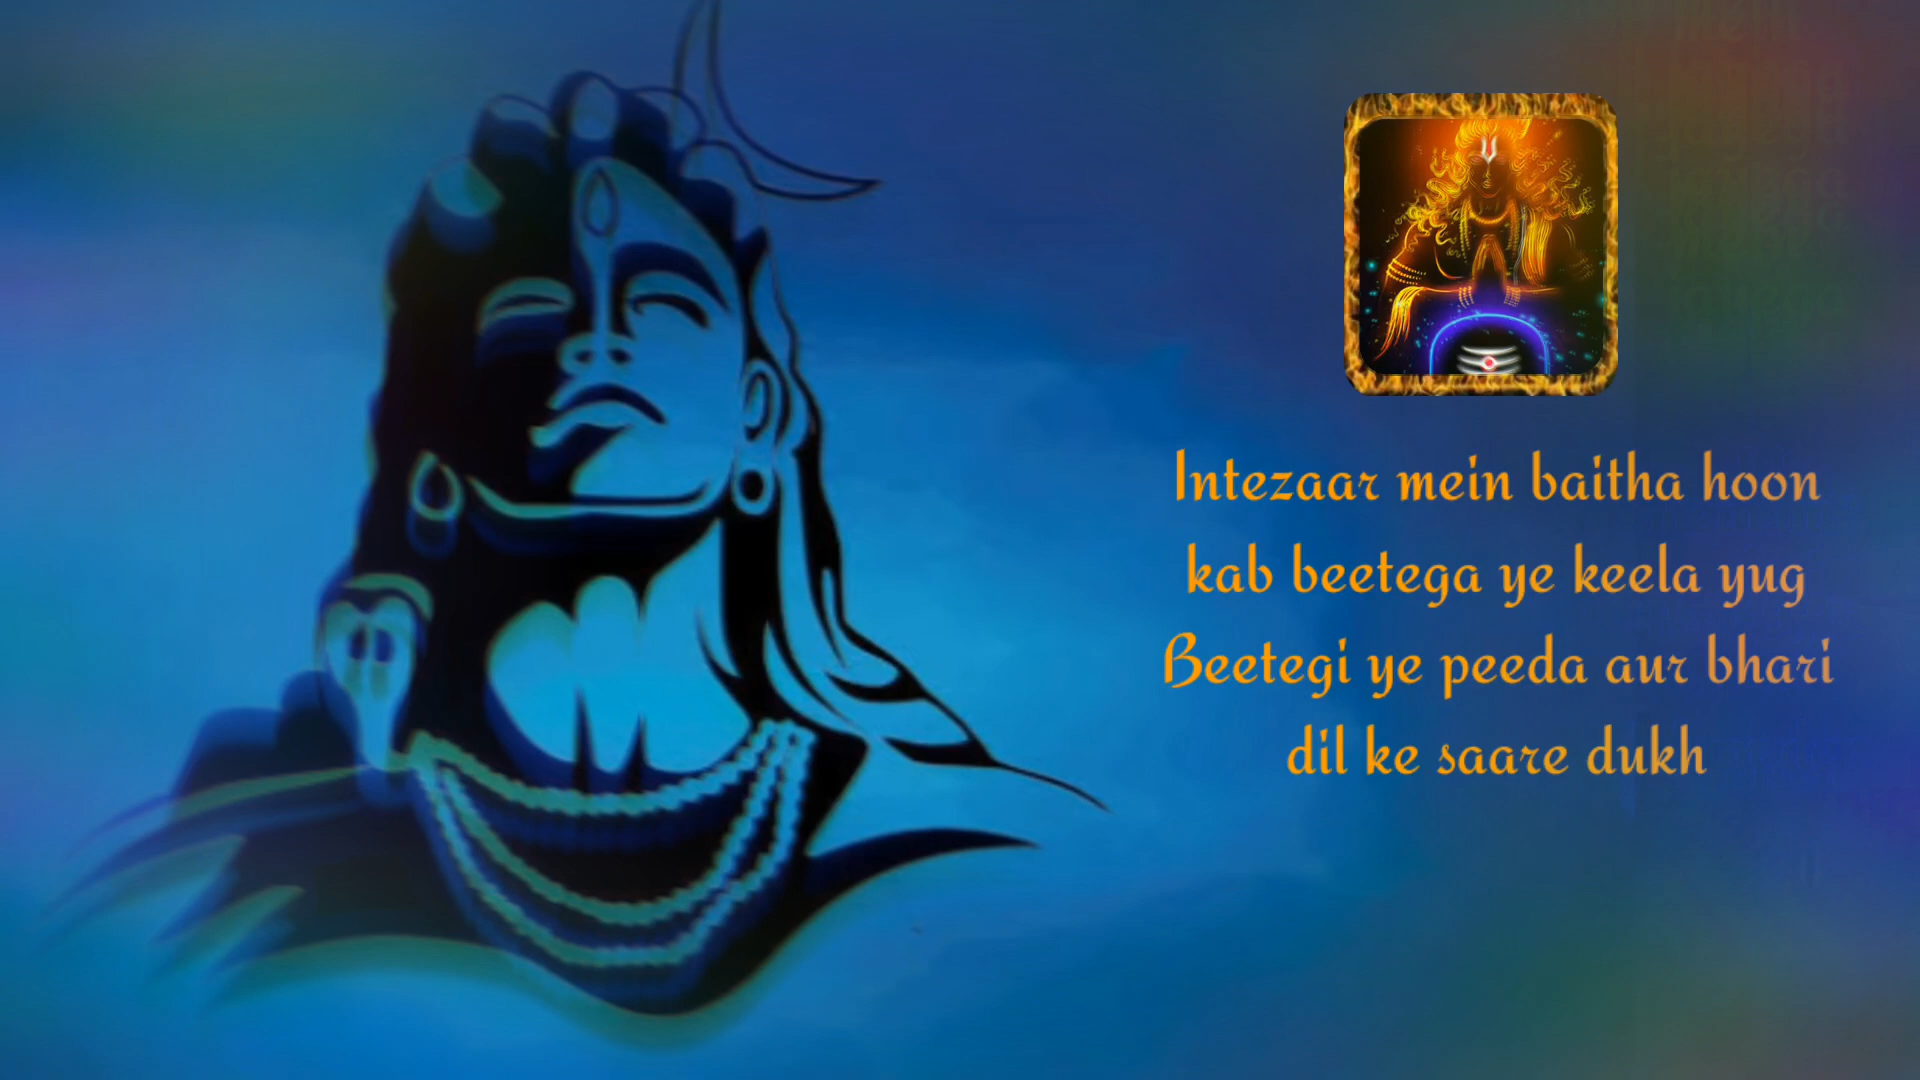 Intezaar mein baitha hoon
kab beetega ye keela yug
Beetegi ye peeda aur bhari
dil ke saare dukh